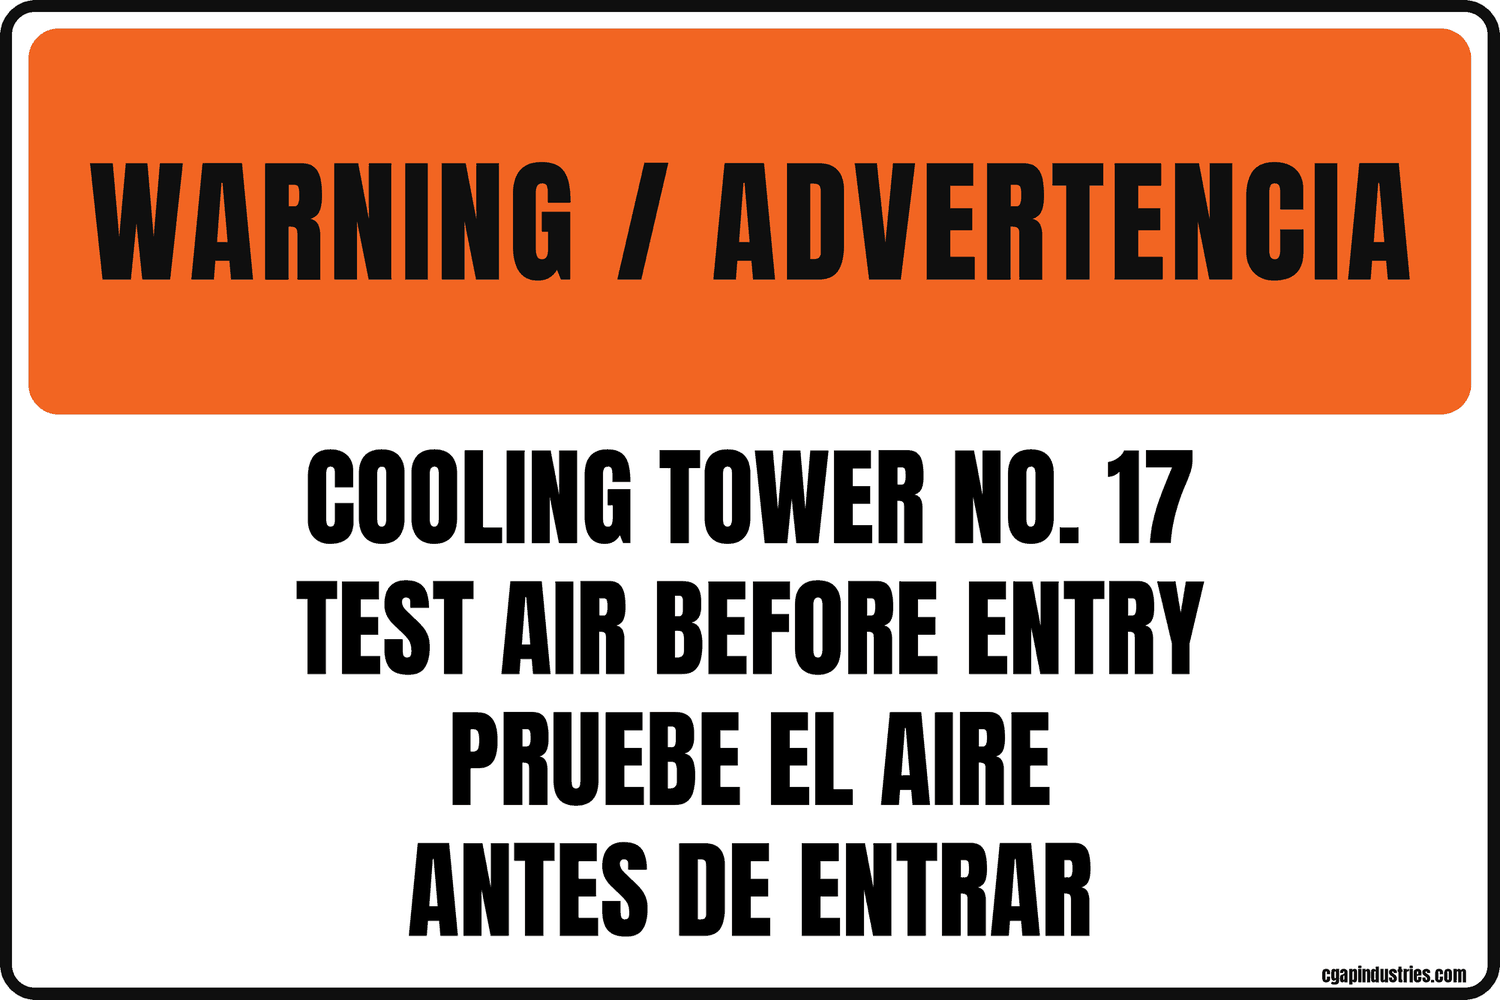 WARNING / ADVERTENCIA
COOLING TOWER NO. 17
TEST AIR BEFORE ENTRY
PRUEBE EL AIRE
ANTES DE ENTRAR
cgapindustries.com